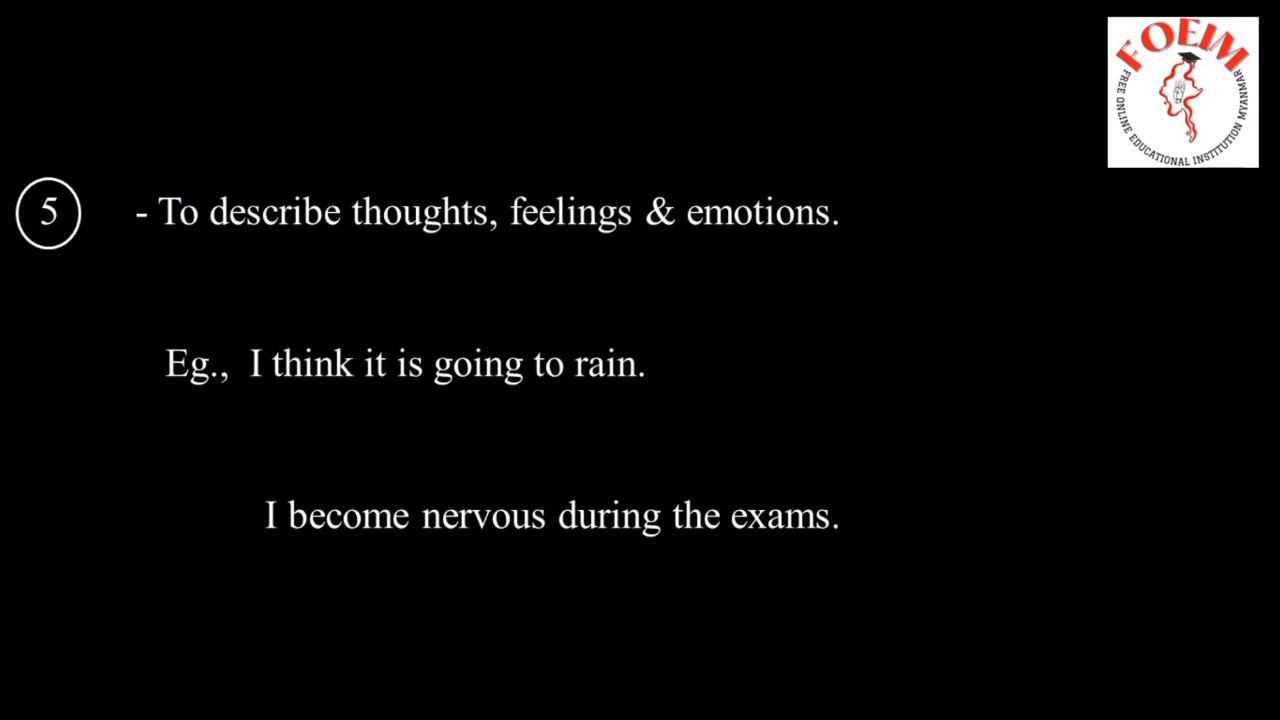 FOEIM
FREE ONLINE EDUCATIONAL INSTITUTION MYANMAR
5 - To describe thoughts, feelings & emotions.
Eg., I think it is going to rain.
I become nervous during the exams.